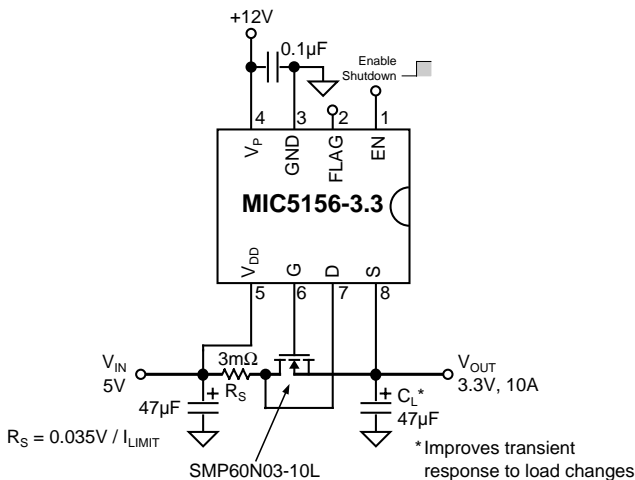 +12V
0.1µF
Enable
Shutdown
4
3
2
1
VP
GND
FLAG
EN
MIC5156-3.3
VDD
G
D
S
5
6
7
8
VIN
5V
3mΩ
RS
VOUT
3.3V, 10A
47µF
+
+
CL*
47µF
RS = 0.035V / ILIMIT
SMP60N03-10L
*Improves transient
response to load changes